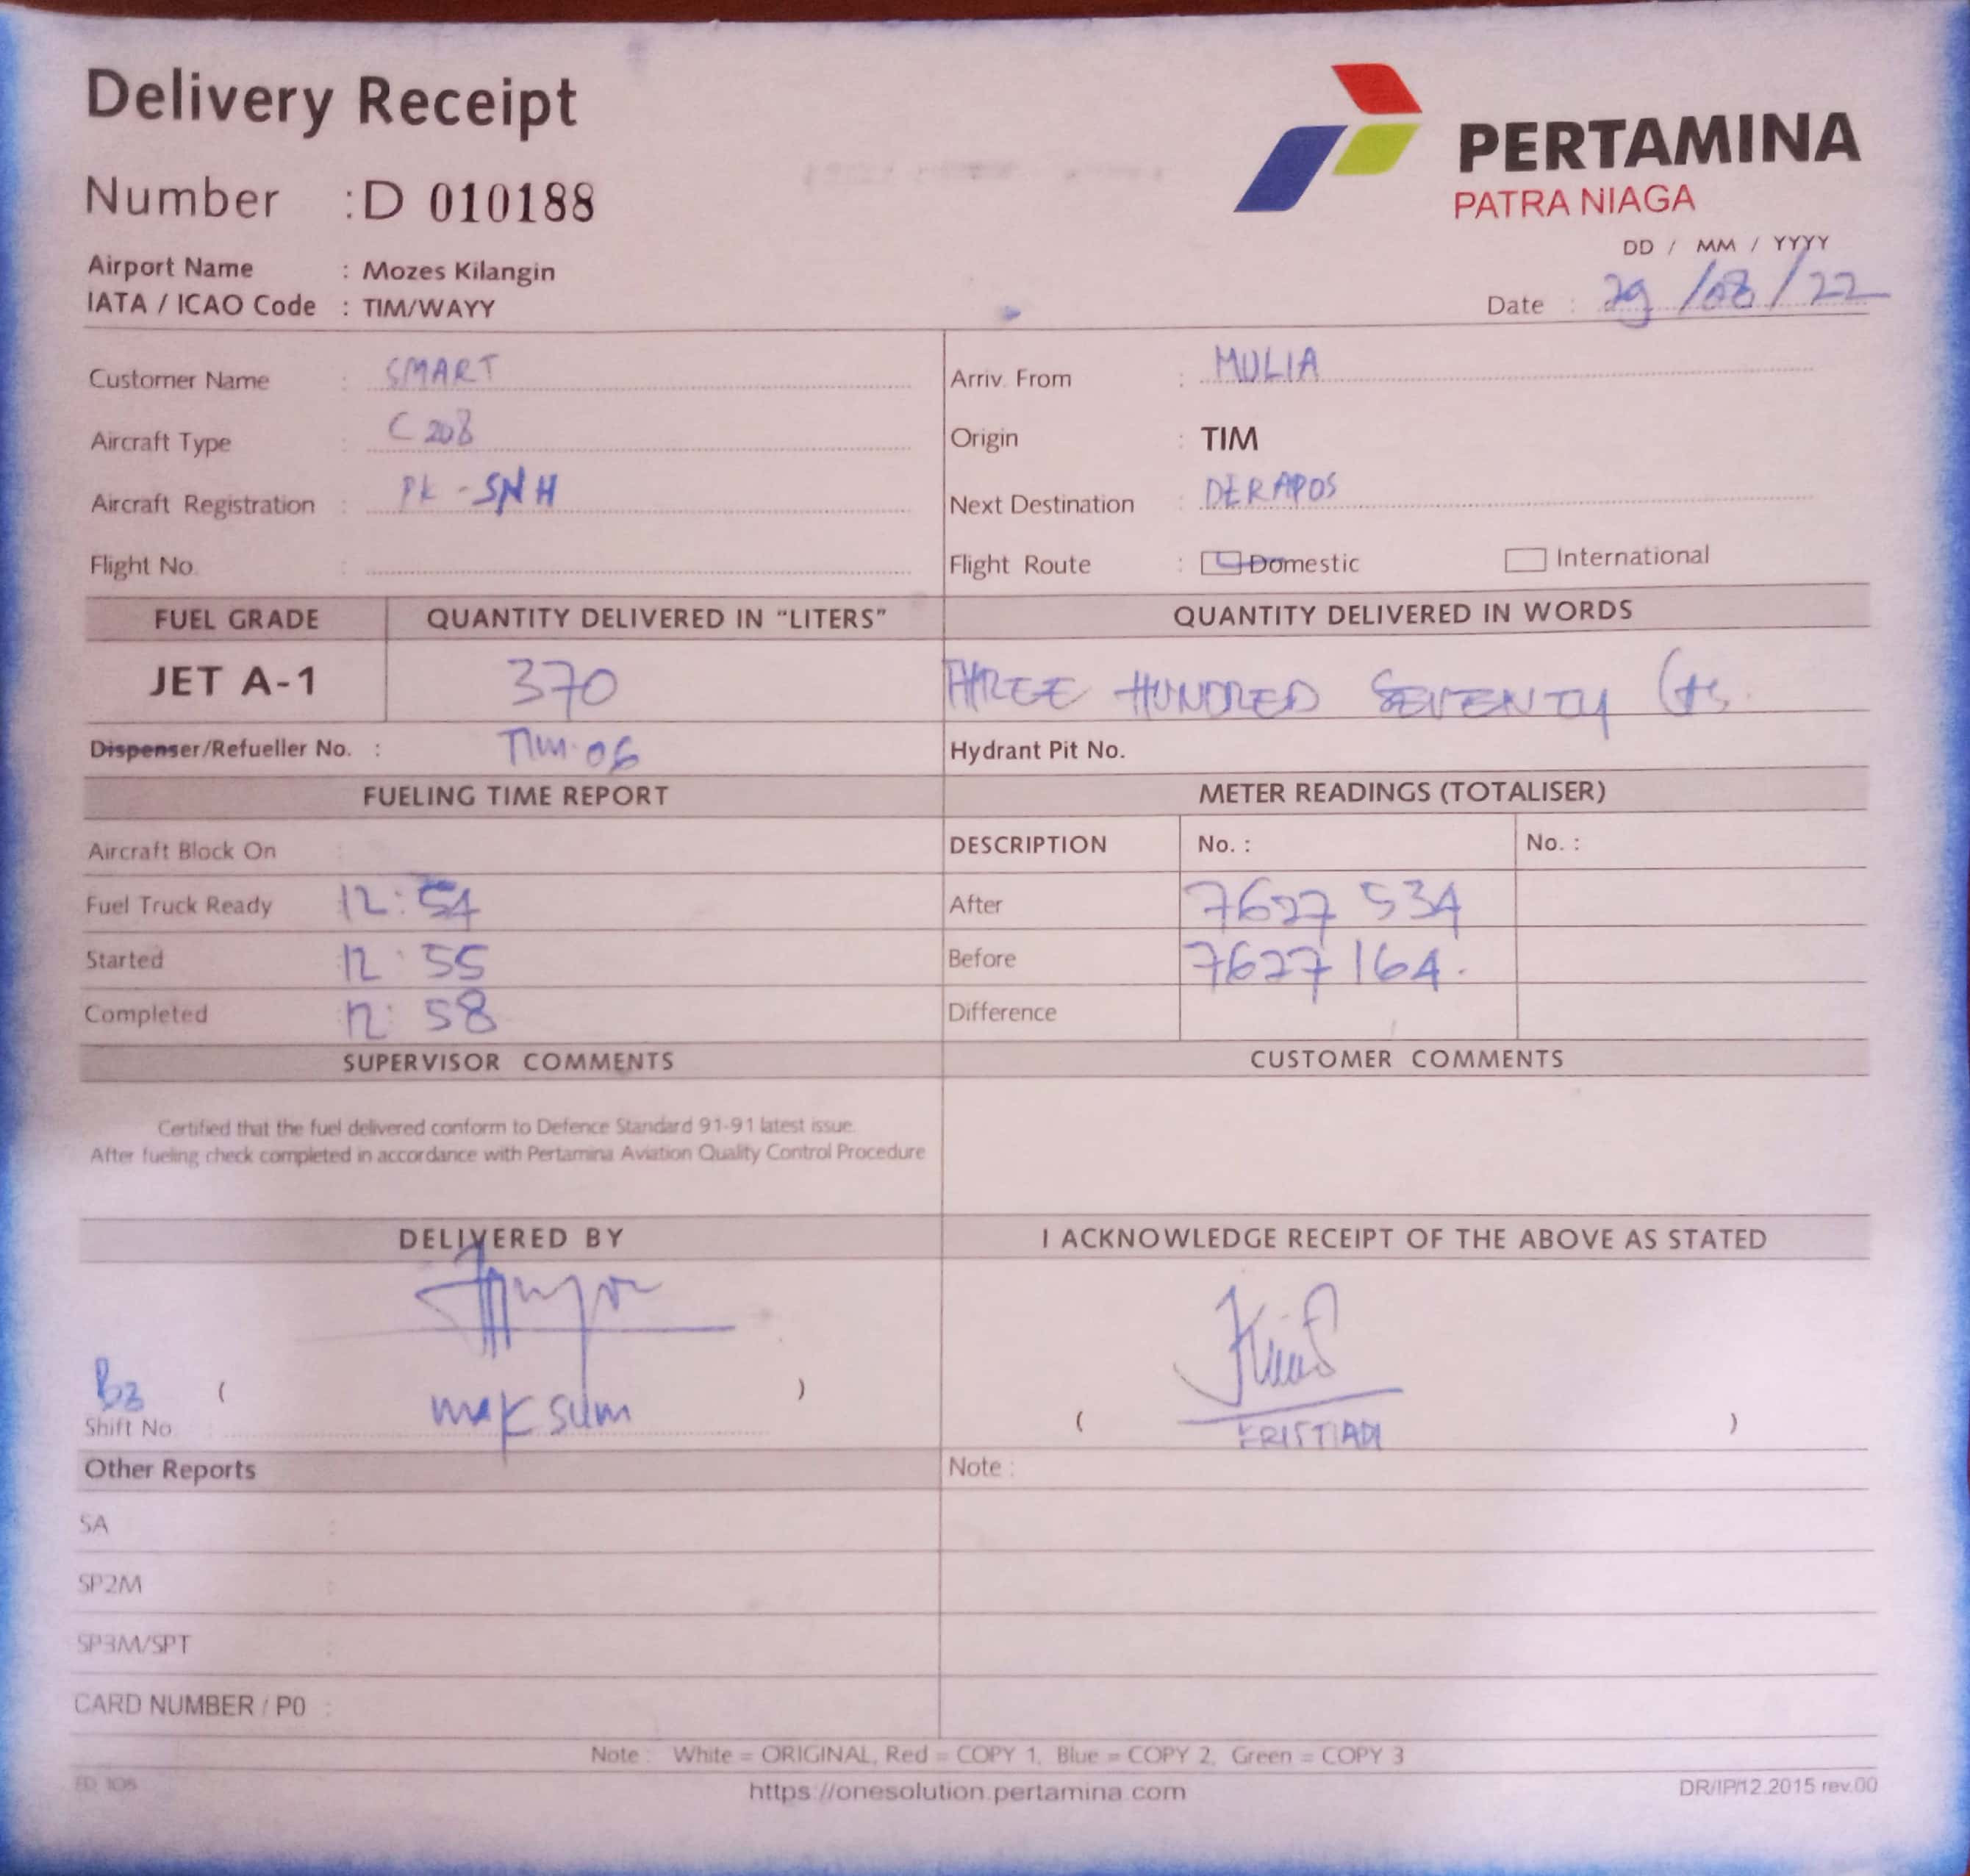 Delivery Receipt
PERTAMINA
PATRA NIAGA
Number : D 010188
DD / MM / YYYY
Airport Name : Mozes Kilangin
IATA / ICAO Code : TIM/WAYY
Date : 29/08/22
Customer Name : SMART
Arriv. From : MULIA
Aircraft Type : C 208
Origin : TIM
Aircraft Registration : PK - SNH
Next Destination : DERAPOS
Flight No. :
Flight Route : Domestic International
FUEL GRADE QUANTITY DELIVERED IN "LITERS" QUANTITY DELIVERED IN WORDS
JET A-1 370 THREE HUNDRED SEVENTY
Dispenser/Refueller No. : TIM-06
Hydrant Pit No.
FUELING TIME REPORT METER READINGS (TOTALISER)
Aircraft Block On :
DESCRIPTION No. : No. :
Fuel Truck Ready 12:54
After 7627 534
Started 12:55
Before 7627 164.
Completed : 12:58
Difference
SUPERVISOR COMMENTS CUSTOMER COMMENTS
Certified that the fuel delivered conform to Defence Standard 91-91 latest issue.
After fueling check completed in accordance with Pertamina Aviation Quality Control Procedure
DELIVERED BY I ACKNOWLEDGE RECEIPT OF THE ABOVE AS STATED
( maksum )
Shift No
( KRISTIADI )
Other Reports
Note :
SA :
SP2M :
SP3M/SPT :
CARD NUMBER / P0 :
Note : White = ORIGINAL, Red = COPY 1, Blue = COPY 2, Green = COPY 3
https://onesolution.pertamina.com
DR/IP/12.2015 rev.00